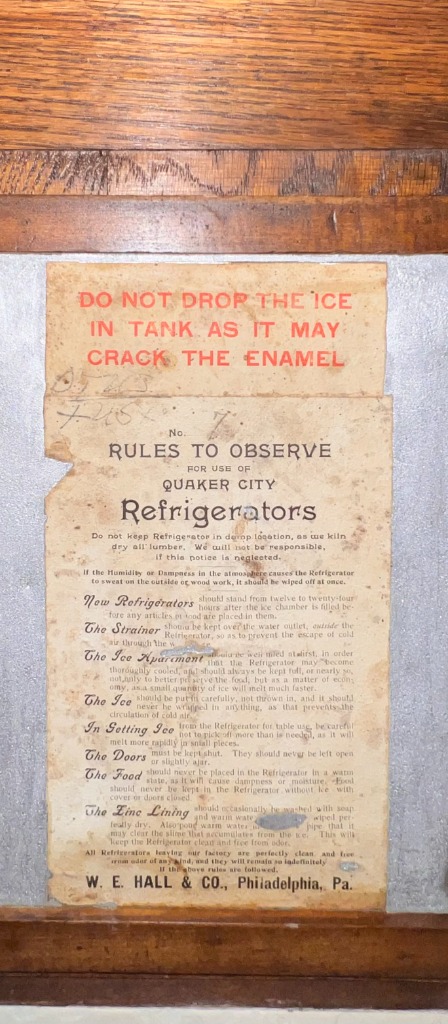 DO NOT DROP THE ICE
IN TANK AS IT MAY
CRACK THE ENAMEL
No. 7
RULES TO OBSERVE
FOR USE OF
QUAKER CITY
Refrigerators
Do not keep Refrigerator in damp location, as we kiln
dry all lumber. We will not be responsible,
if this notice is neglected.
If the Humidity or Dampness in the atmosphere causes the Refrigerator
to sweat on the outside or wood work, it should be wiped off at once.
New Refrigerators should stand from twelve to twenty-four
hours after the ice chamber is filled be-
fore any articles of food are placed in them.
The Strainer should be kept over the water outlet, outside the
Refrigerator, so as to prevent the escape of cold
air through the
The Ice Apartment should be well filled at first, in order
that the Refrigerator may become
thoroughly cooled, and should always be kept full, or nearly so,
not only to better preserve the food, but as a matter of econ-
omy, as a small quantity of ice will melt much faster.
The Ice should be put in carefully, not thrown in, and it should
never be wrapped in anything, as that prevents the
circulation of cold air.
In Getting Ice from the Refrigerator for table use, be careful
not to pick off more than is needed, as it will
melt more rapidly in small pieces.
The Doors must be kept shut. They should never be left open
or slightly ajar.
The Food should never be placed in the Refrigerator in a warm
state, as it will cause dampness or moisture. Food
should never be kept in the Refrigerator without ice with
cover or doors closed.
The Zinc Lining should occasionally be washed with soap
and warm water wiped per-
fectly dry. Also pour warm water pipe that it
may clear the slime that accumulates from the ice. This will
keep the Refrigerator clean and free from odor.
All Refrigerators leaving our factory are perfectly clean and free
from odor of any kind, and they will remain so indefinitely
if the above rules are followed.
W. E. HALL & CO., Philadelphia, Pa.